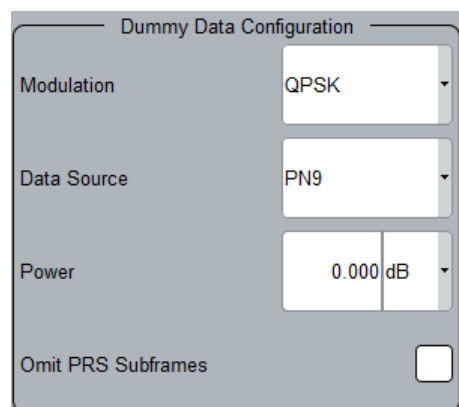 Dummy Data Configuration
Modulation QPSK
Data Source PN9
Power 0.000 dB
Omit PRS Subframes